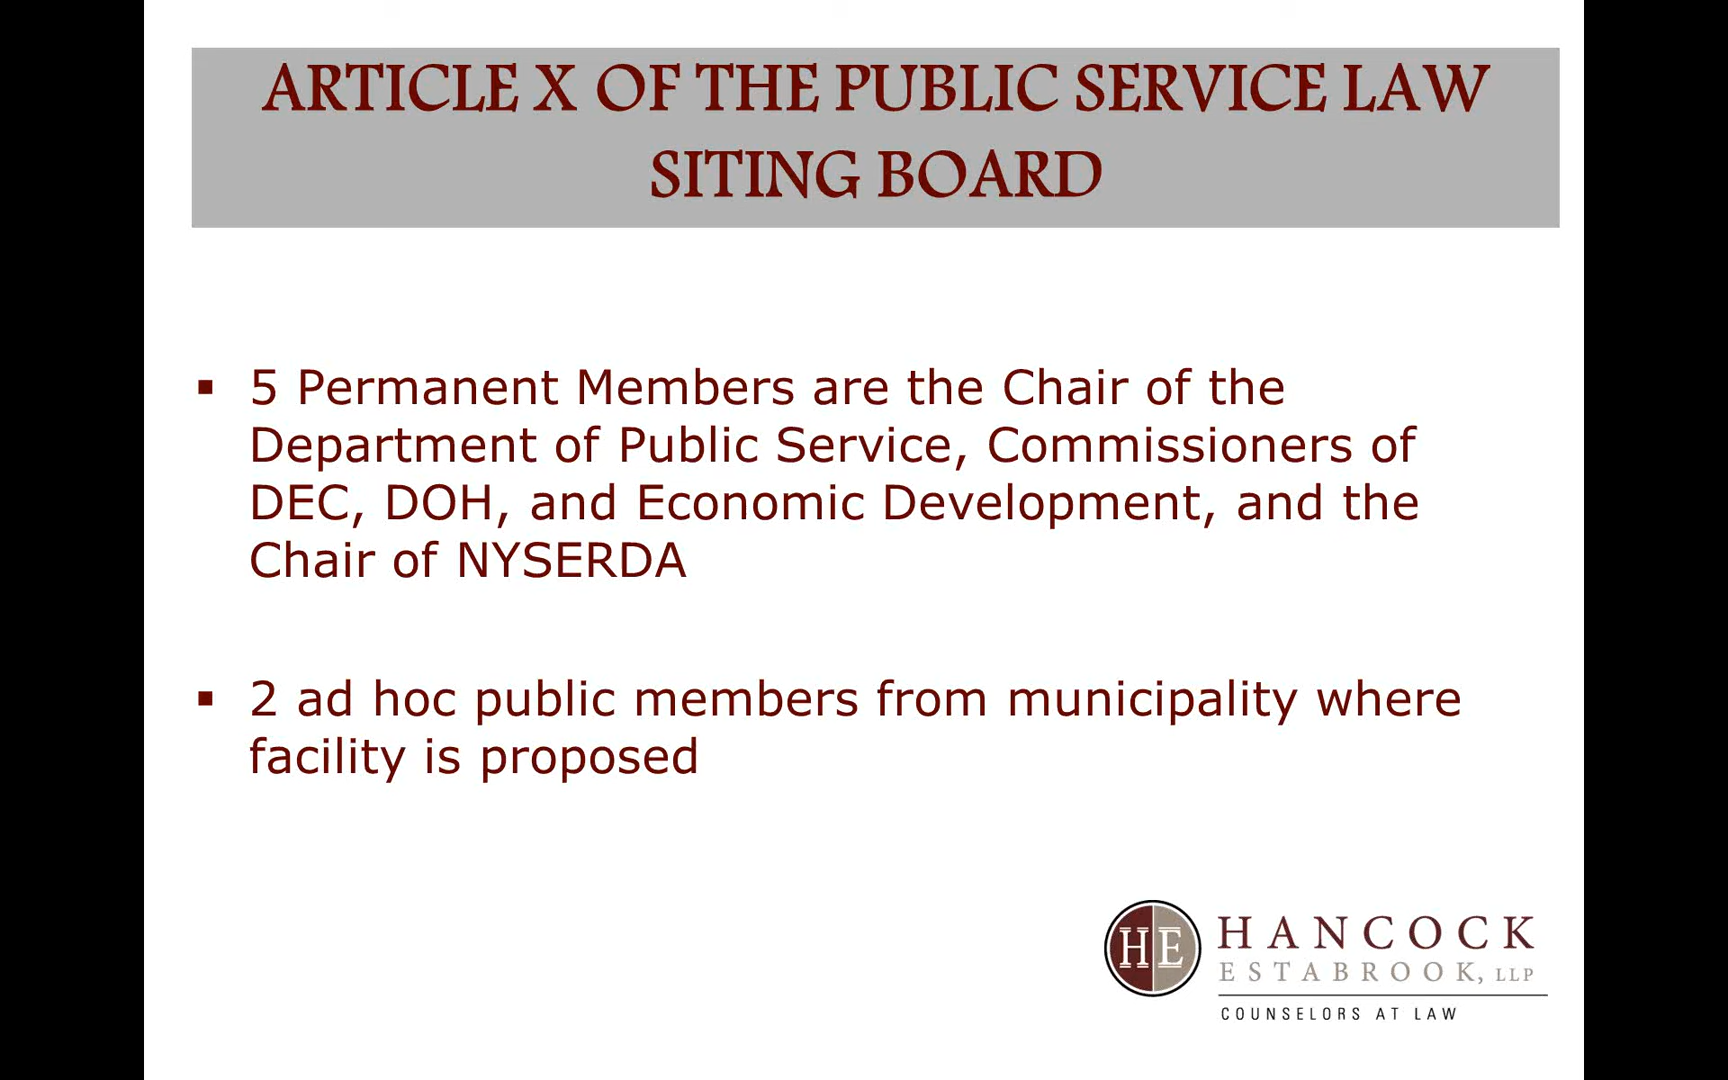 ARTICLE X OF THE PUBLIC SERVICE LAW
SITING BOARD
▪ 5 Permanent Members are the Chair of the
Department of Public Service, Commissioners of
DEC, DOH, and Economic Development, and the
Chair of NYSERDA
▪ 2 ad hoc public members from municipality where
facility is proposed
HE
HANCOCK
ESTABROOK, LLP
COUNSELORS AT LAW